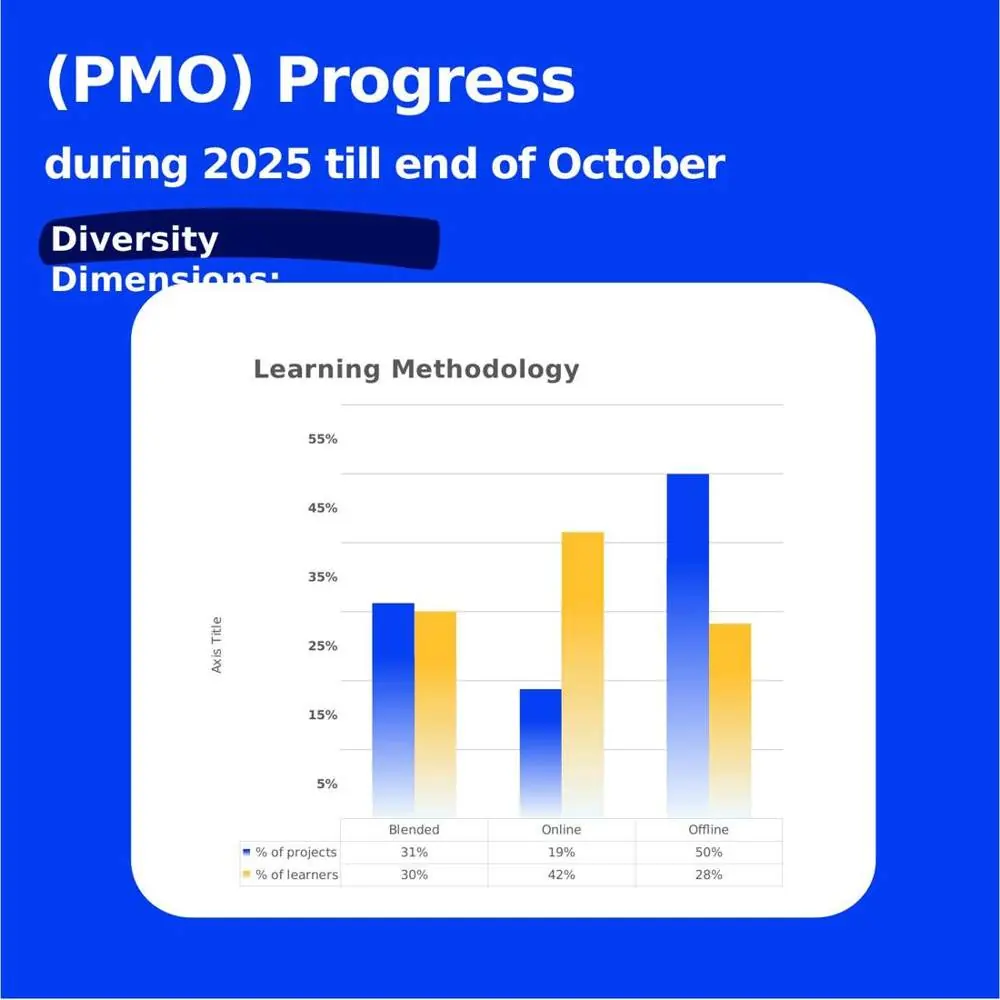 (PMO) Progress
during 2025 till end of October
Diversity
Dimensions:
Learning Methodology
55%
45%
35%
25%
15%
5%
Axis Title
Blended Online Offline
% of projects 31% 19% 50%
% of learners 30% 42% 28%